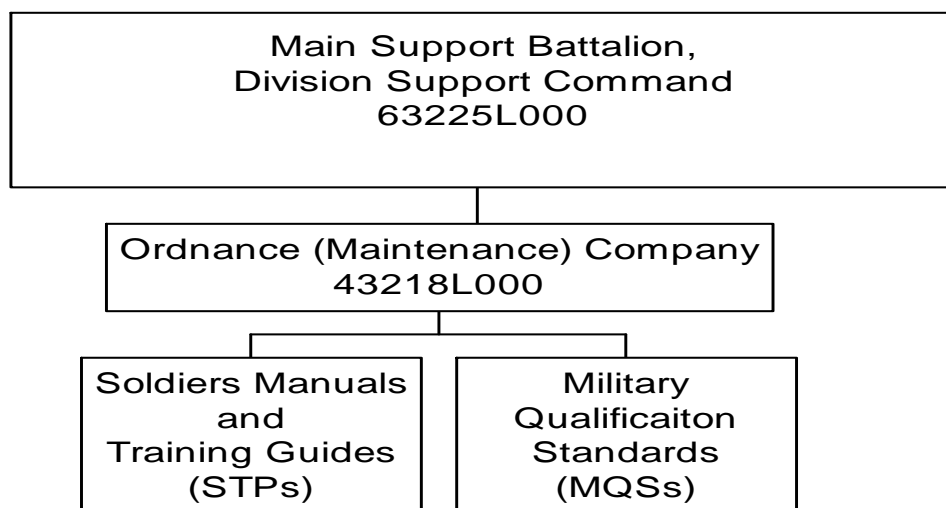 Main Support Battalion,
Division Support Command
63225L000
Ordnance (Maintenance) Company
43218L000
Soldiers Manuals
and
Training Guides
(STPs)
Military
Qualificaiton
Standards
(MQSs)